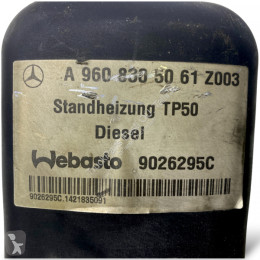 A 960 830 50 61 Z003
Standheizung TP50
Diesel
Webasto 9026295C
9026295C.1421835091